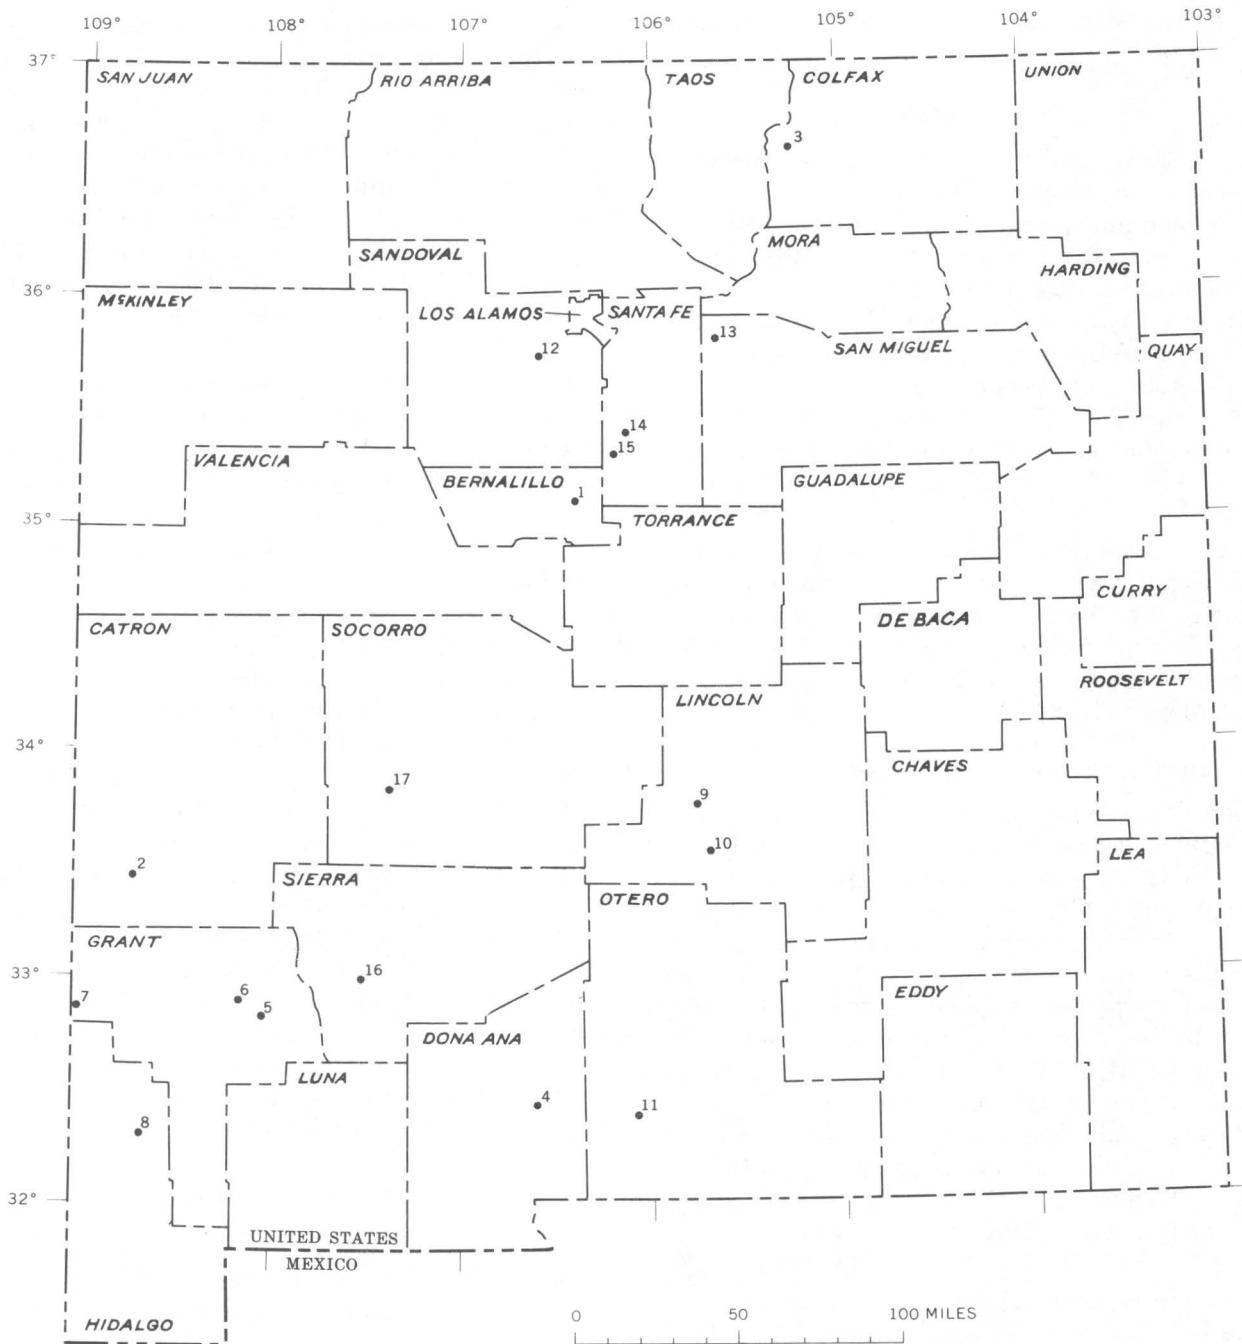 109° 108° 107° 106° 105° 104° 103°
37°
SAN JUAN RIO ARRIBA TAOS COLFAX UNION
3
SANDOVAL MORA HARDING
36°
McKINLEY LOS ALAMOS SANTA FE 13 SAN MIGUEL QUAY
12
14
15
VALENCIA BERNALILLO 1 GUADALUPE
35°
TORRANCE
CURRY
CATRON SOCORRO DE BACA
LINCOLN ROOSEVELT
34°
CHAVES
17
9
10
LEA
2
SIERRA
OTERO
GRANT
33°
16
7 6 5
EDDY
DONA ANA
LUNA
4 11
8
32°
UNITED STATES
MEXICO
0 50 100 MILES
HIDALGO